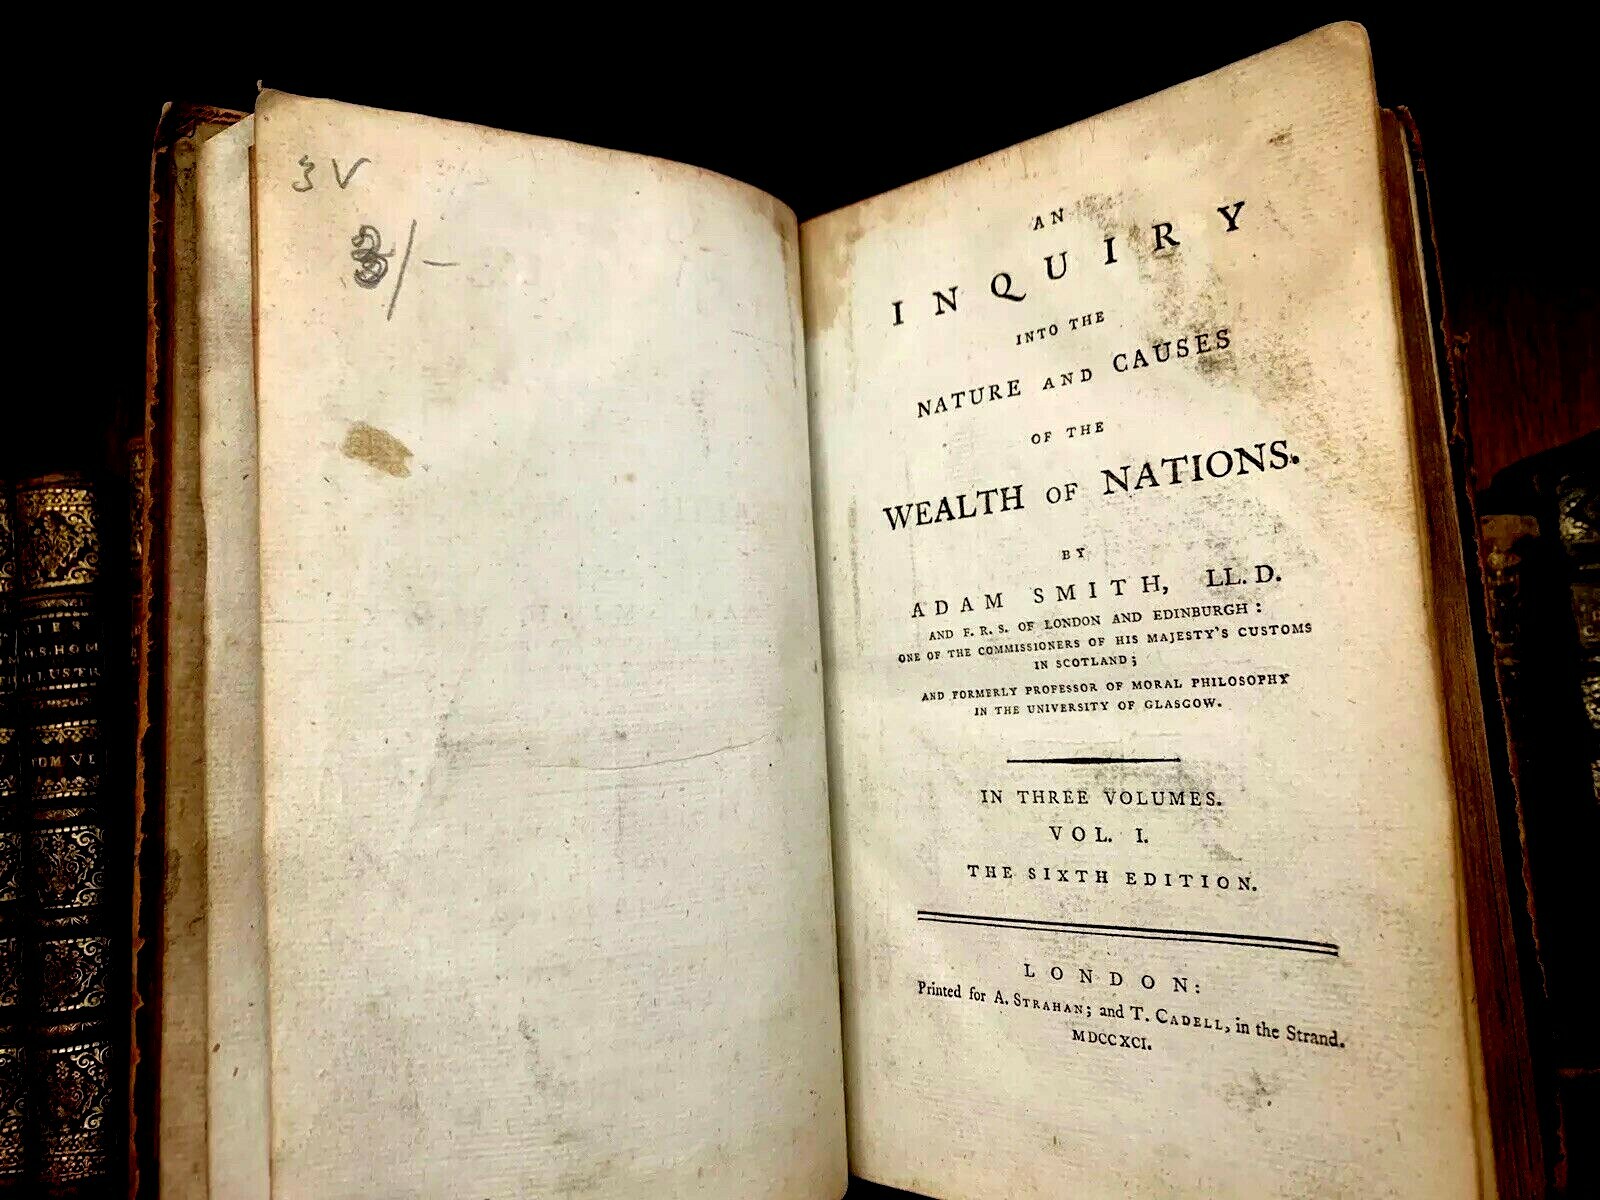 3 V
3/-
AN
INQUIRY
INTO THE
NATURE AND CAUSES
OF THE
WEALTH OF NATIONS.
BY
ADAM SMITH, LL. D.
AND F. R. S. OF LONDON AND EDINBURGH :
ONE OF THE COMMISSIONERS OF HIS MAJESTY'S CUSTOMS
IN SCOTLAND ;
AND FORMERLY PROFESSOR OF MORAL PHILOSOPHY
IN THE UNIVERSITY OF GLASGOW.
IN THREE VOLUMES.
VOL. I.
THE SIXTH EDITION.
LONDON:
Printed for A. STRAHAN; and T. CADELL, in the Strand.
MDCCXCI.